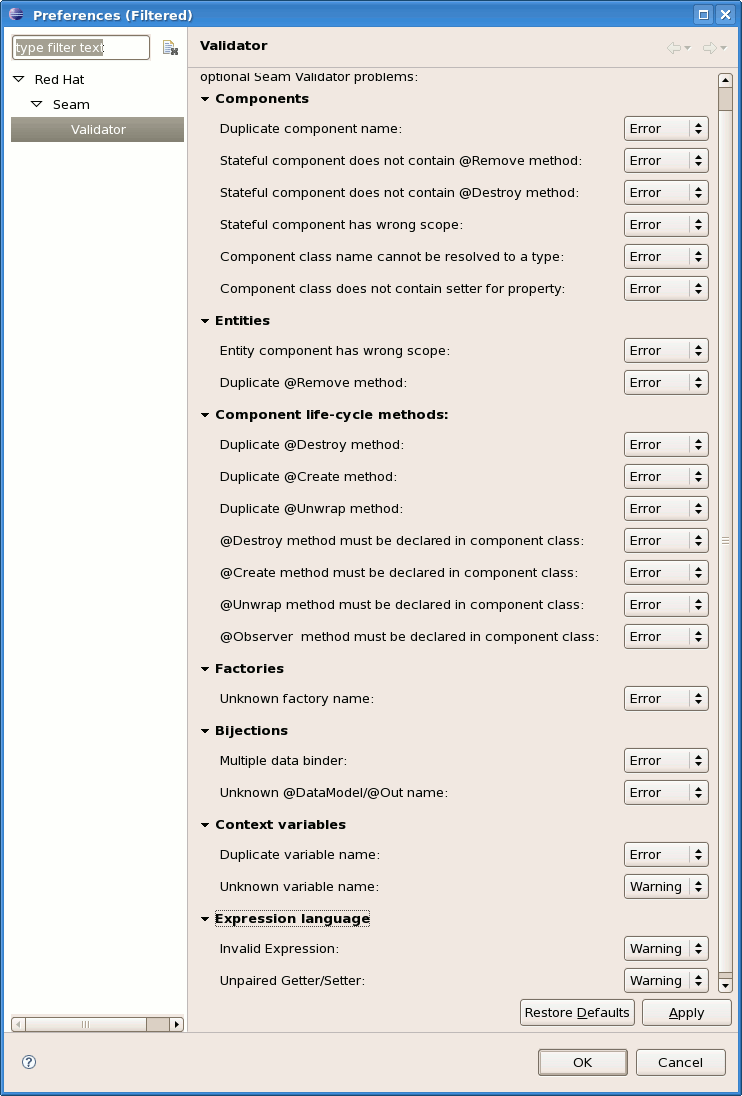 Preferences (Filtered)
type filter text
Red Hat
Seam
Validator
Validator
optional Seam Validator problems:
Components
Duplicate component name: Error
Stateful component does not contain @Remove method: Error
Stateful component does not contain @Destroy method: Error
Stateful component has wrong scope: Error
Component class name cannot be resolved to a type: Error
Component class does not contain setter for property: Error
Entities
Entity component has wrong scope: Error
Duplicate @Remove method: Error
Component life-cycle methods:
Duplicate @Destroy method: Error
Duplicate @Create method: Error
Duplicate @Unwrap method: Error
@Destroy method must be declared in component class: Error
@Create method must be declared in component class: Error
@Unwrap method must be declared in component class: Error
@Observer  method must be declared in component class: Error
Factories
Unknown factory name: Error
Bijections
Multiple data binder: Error
Unknown @DataModel/@Out name: Error
Context variables
Duplicate variable name: Error
Unknown variable name: Warning
Expression language
Invalid Expression: Warning
Unpaired Getter/Setter: Warning
Restore Defaults Apply
? OK Cancel